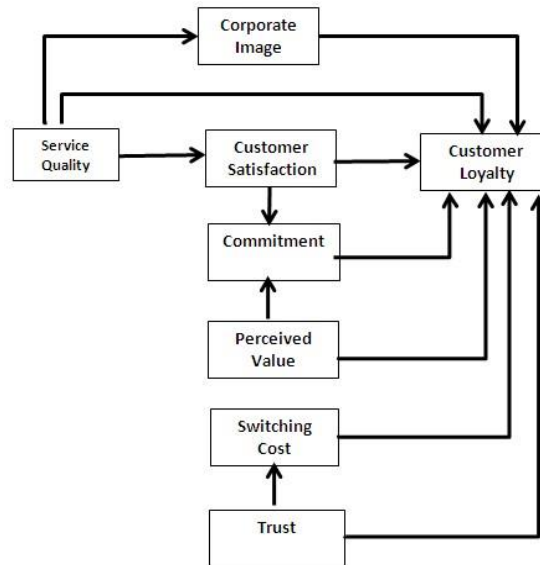 Corporate
Image
Service
Quality
Customer
Satisfaction
Customer
Loyalty
Commitment
Perceived
Value
Switching
Cost
Trust